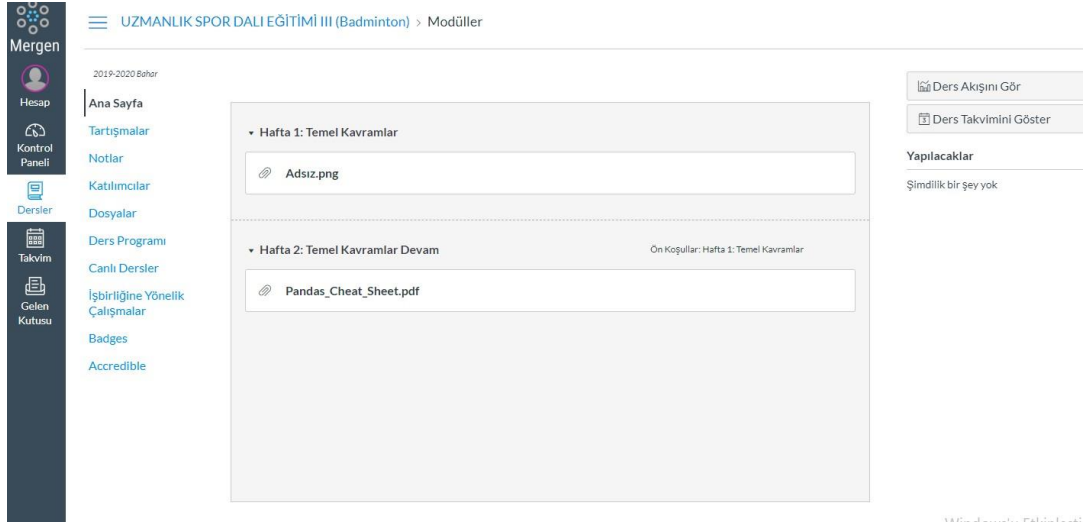 Mergen
Hesap
Kontrol
Paneli
Dersler
Takvim
Gelen
Kutusu
UZMANLIK SPOR DALI EĞİTİMİ III (Badminton) > Modüller
2019-2020 Bahar
Ana Sayfa
Tartışmalar
Notlar
Katılımcılar
Dosyalar
Ders Programı
Canlı Dersler
İşbirliğine Yönelik
Çalışmalar
Badges
Accredible
Hafta 1: Temel Kavramlar
Adsız.png
Hafta 2: Temel Kavramlar Devam Ön Koşullar: Hafta 1: Temel Kavramlar
Pandas_Cheat_Sheet.pdf
Ders Akışını Gör
Ders Takvimini Göster
Yapılacaklar
Şimdilik bir şey yok